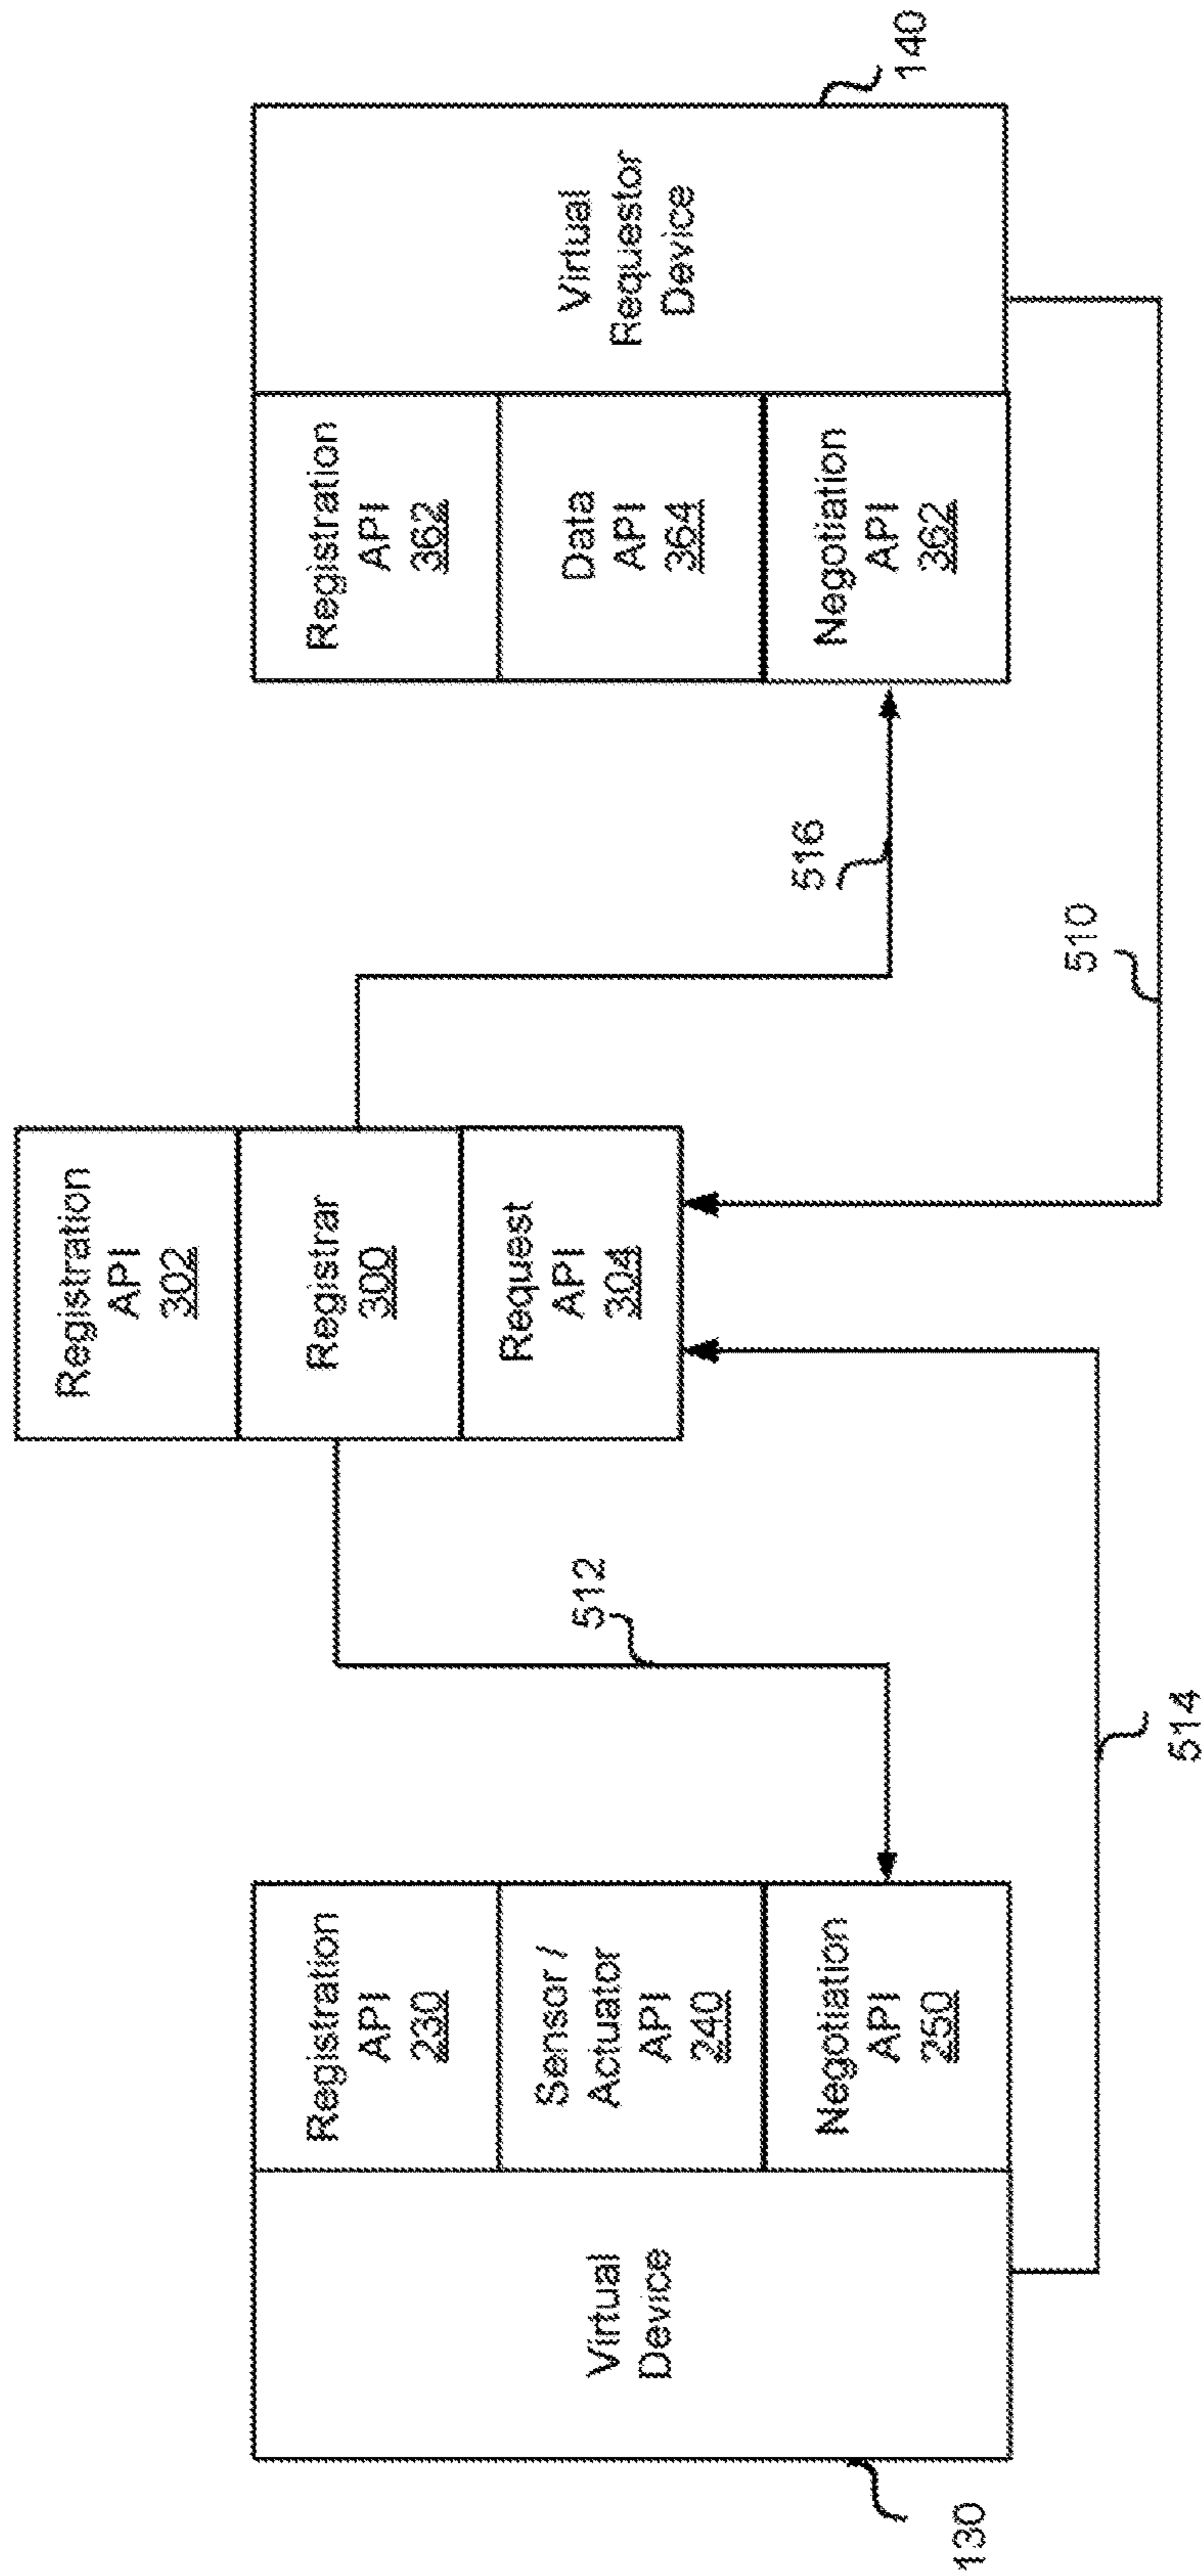 Registration
API
302
Registrar
300
Request
API
304
Registration
API
230
Sensor /
Actuator
API
240
Negotiation
API
250
Virtual
Device
130
Registration
API
362
Data
API
364
Negotiation
API
362
Virtual
Requestor
Device
140
512
516
510
514